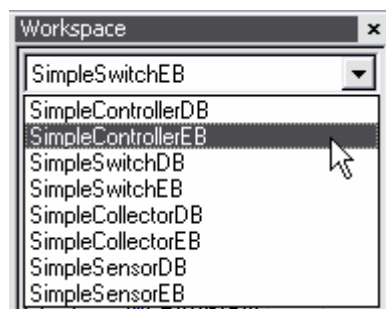 Workspace
SimpleSwitchEB
SimpleControllerDB
SimpleControllerEB
SimpleSwitchDB
SimpleSwitchEB
SimpleCollectorDB
SimpleCollectorEB
SimpleSensorDB
SimpleSensorEB